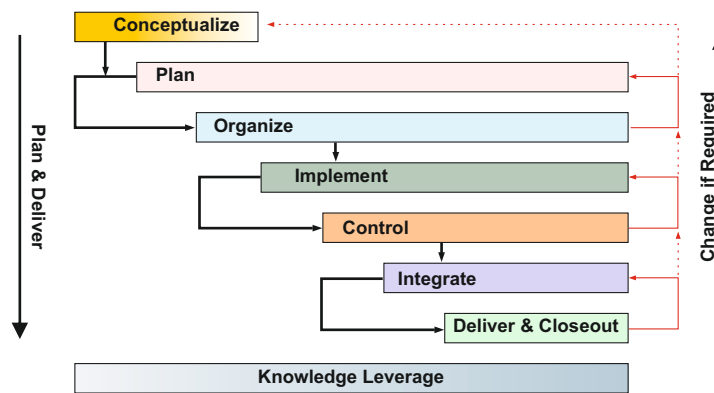 Conceptualize
Plan
Organize
Implement
Control
Integrate
Deliver & Closeout
Knowledge Leverage
Plan & Deliver
Change if Required